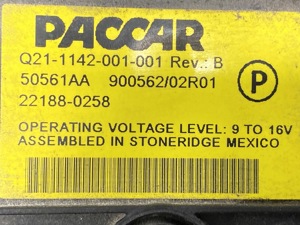 PACCAR
Q21-1142-001-001 Rev.: B
50561AA 900562/02R01
P
22188-0258
OPERATING VOLTAGE LEVEL: 9 TO 16V
ASSEMBLED IN STONERIDGE MEXICO